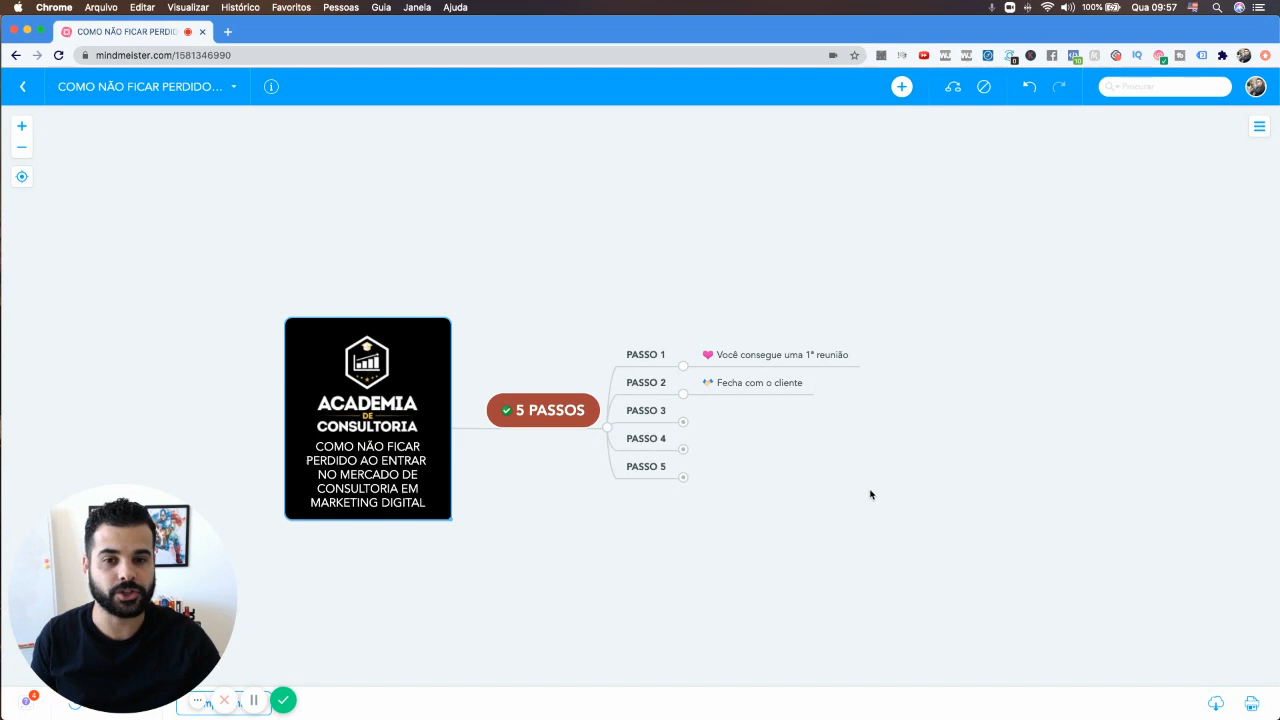 Chrome Arquivo Editar Visualizar Histórico Favoritos Pessoas Guia Janela Ajuda
100% Qua 09:57
COMO NÃO FICAR PERDID
mindmeister.com/1581346990
COMO NÃO FICAR PERDIDO...
Procurar
PASSO 1
Você consegue uma 1ª reunião
PASSO 2
Fecha com o cliente
5 PASSOS
PASSO 3
PASSO 4
PASSO 5
ACADEMIA
DE
CONSULTORIA
COMO NÃO FICAR
PERDIDO AO ENTRAR
NO MERCADO DE
CONSULTORIA EM
MARKETING DIGITAL
4